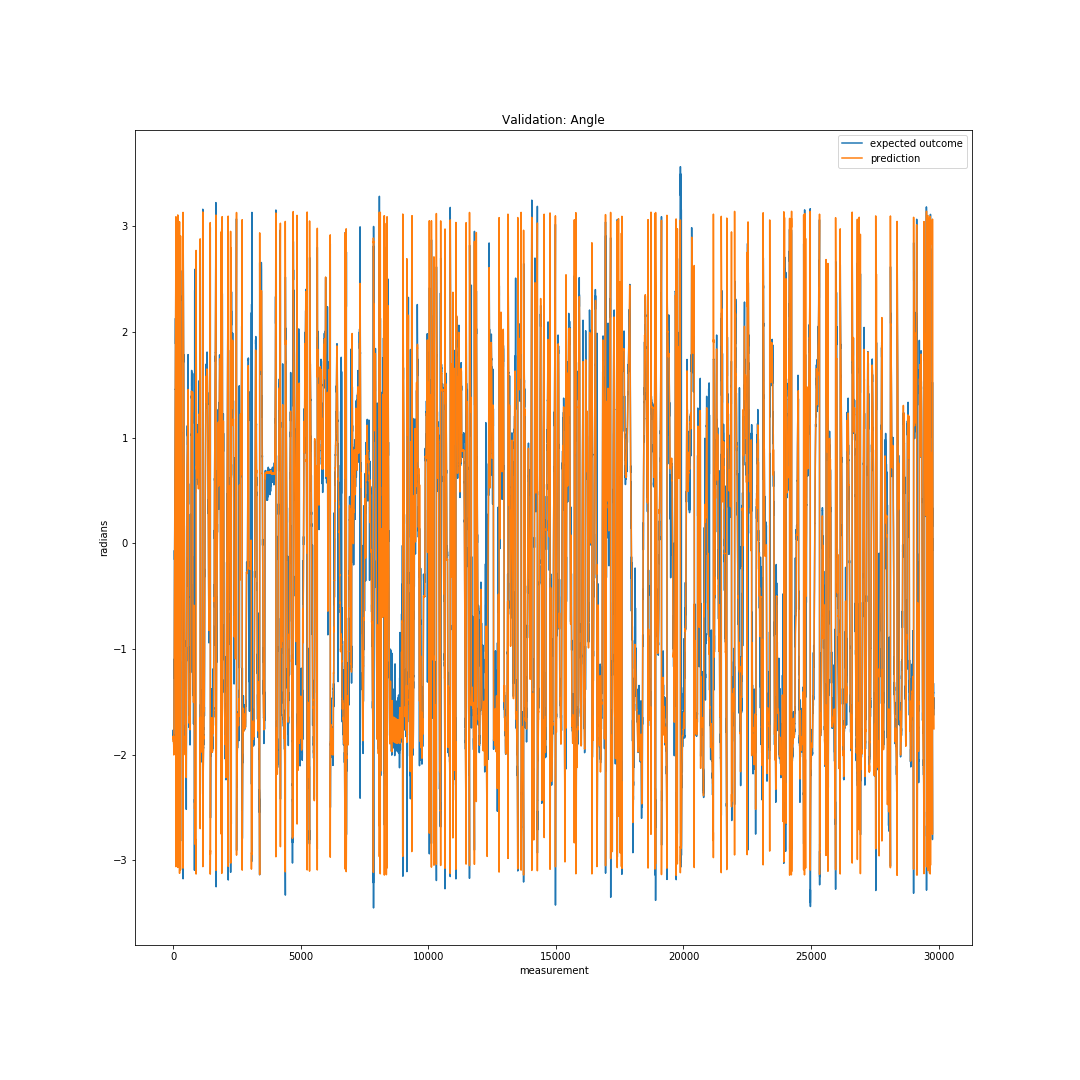 Validation: Angle
expected outcome
prediction
3
2
1
0
−1
−2
−3
radians
0
5000
10000
15000
20000
25000
30000
measurement